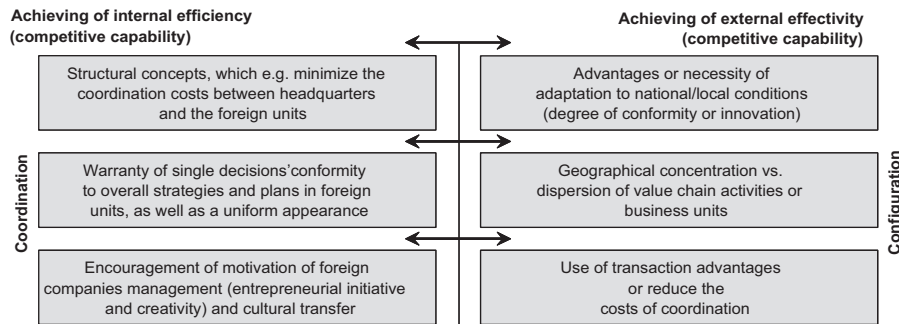 Achieving of internal efficiency
(competitive capability)
Achieving of external effectivity
(competitive capability)
Structural concepts, which e.g. minimize the
coordination costs between headquarters
and the foreign units
Advantages or necessity of
adaptation to national/local conditions
(degree of conformity or innovation)
Coordination
Warranty of single decisions'conformity
to overall strategies and plans in foreign
units, as well as a uniform appearance
Geographical concentration vs.
dispersion of value chain activities or
business units
Configuration
Encouragement of motivation of foreign
companies management (entrepreneurial initiative
and creativity) and cultural transfer
Use of transaction advantages
or reduce the
costs of coordination